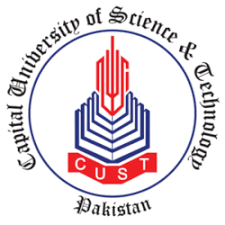 Capital University of Science & Technology
CUST
Pakistan